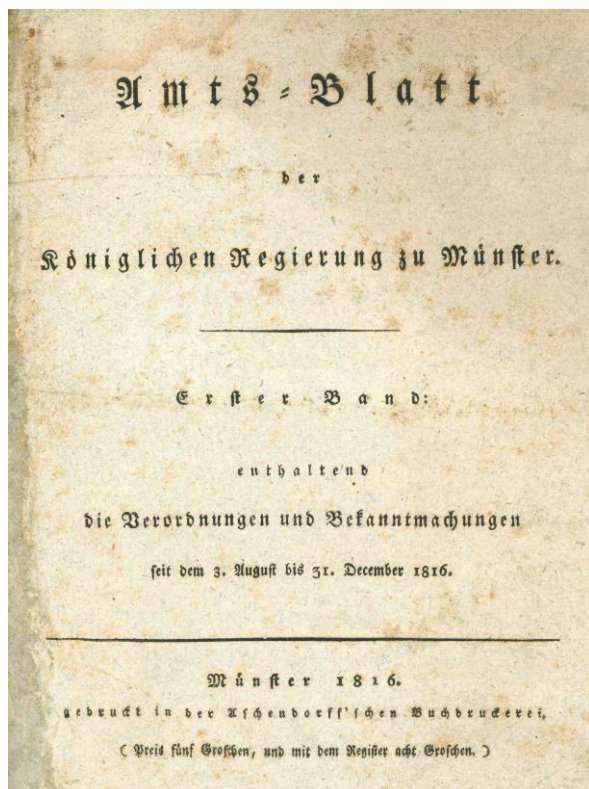 Amts-Blatt
der
Königlichen Regierung zu Münster.
Erster Band:
enthaltend
die Verordnungen und Bekanntmachungen
seit dem 3. August bis 31. December 1816.
Münster 1816.
gedruckt in der Aschendorff'schen Buchdruckerei.
( Preis fünf Groschen, und mit dem Register acht Groschen. )